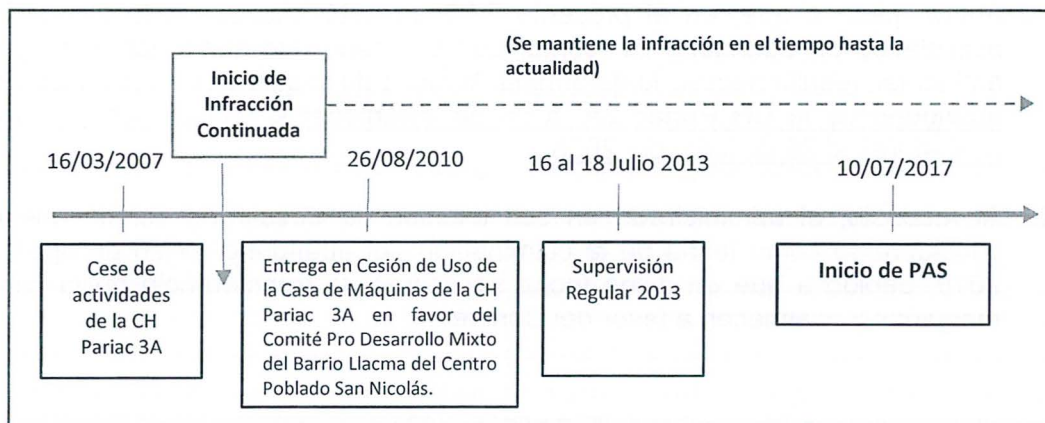 (Se mantiene la infracción en el tiempo hasta la
actualidad)
Inicio de
Infracción
Continuada
16/03/2007
26/08/2010
16 al 18 Julio 2013
10/07/2017
Cese de
actividades
de la CH
Pariac 3A
Entrega en Cesión de Uso de
la Casa de Máquinas de la CH
Pariac 3A en favor del
Comité Pro Desarrollo Mixto
del Barrio Llacma del Centro
Poblado San Nicolás.
Supervisión
Regular 2013
Inicio de PAS